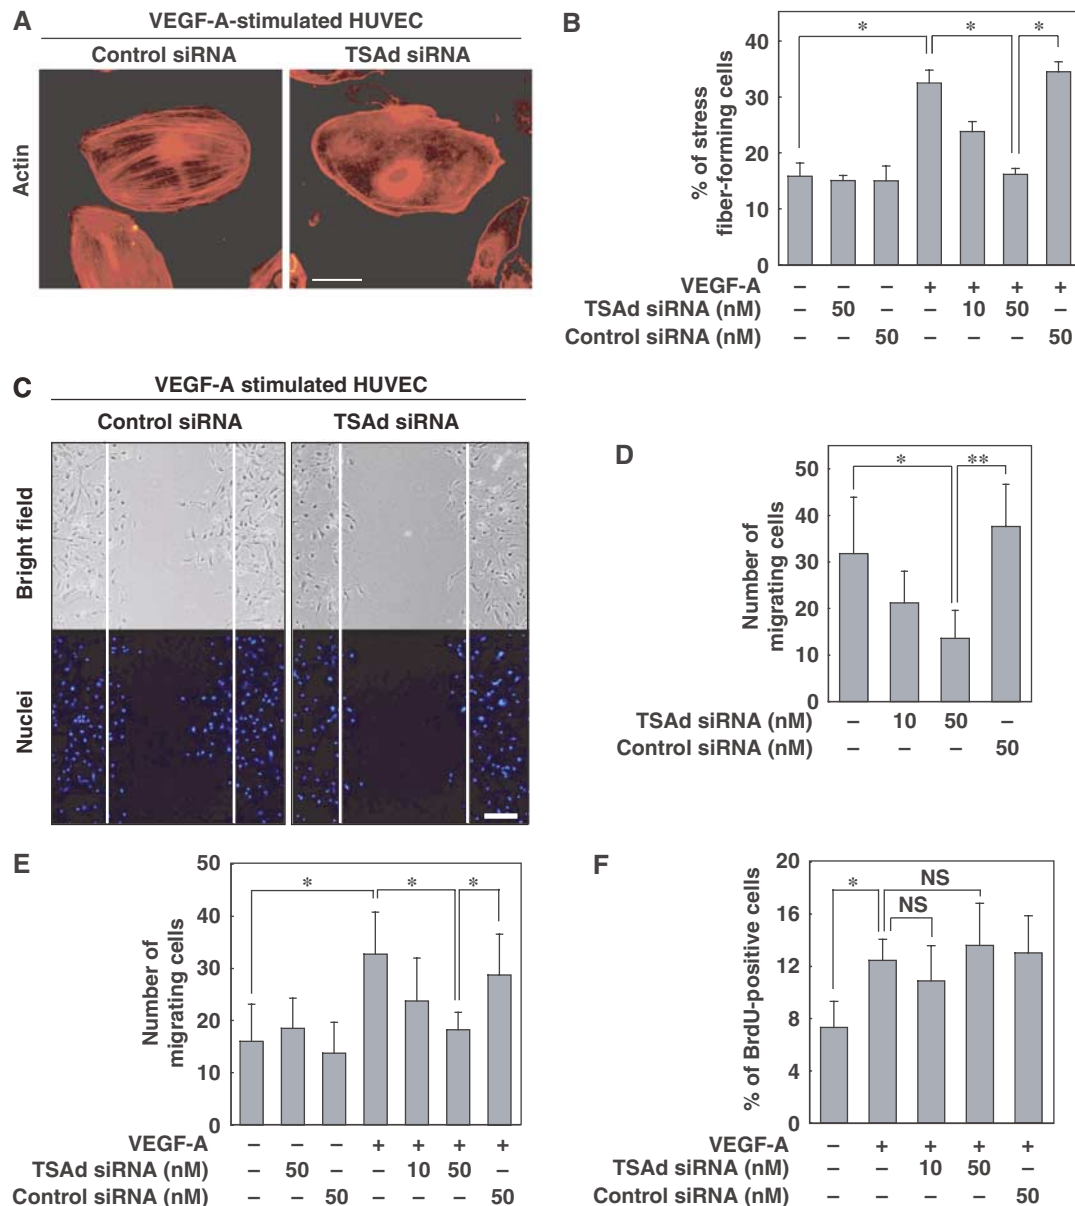 A
VEGF-A-stimulated HUVEC
Control siRNA TSAd siRNA
Actin
B
% of stress
fiber-forming cells
40
30
20
10
0
* * *
VEGF-A – – – + + + +
TSAd siRNA (nM) – 50 – – 10 50 –
Control siRNA (nM) – – 50 – – – 50
C
VEGF-A stimulated HUVEC
Control siRNA TSAd siRNA
Bright field
Nuclei
D
Number of
migrating cells
50
40
30
20
10
0
* **
TSAd siRNA (nM) – 10 50 –
Control siRNA (nM) – – – 50
E
Number of
migrating cells
50
40
30
20
10
0
* * *
VEGF-A – – – + + + +
TSAd siRNA (nM) – 50 – – 10 50 –
Control siRNA (nM) – – 50 – – – 50
F
% of BrdU-positive cells
20
16
12
8
4
0
* NS
NS
VEGF-A – + + + +
TSAd siRNA (nM) – – 10 50 –
Control siRNA (nM) – – – – 50